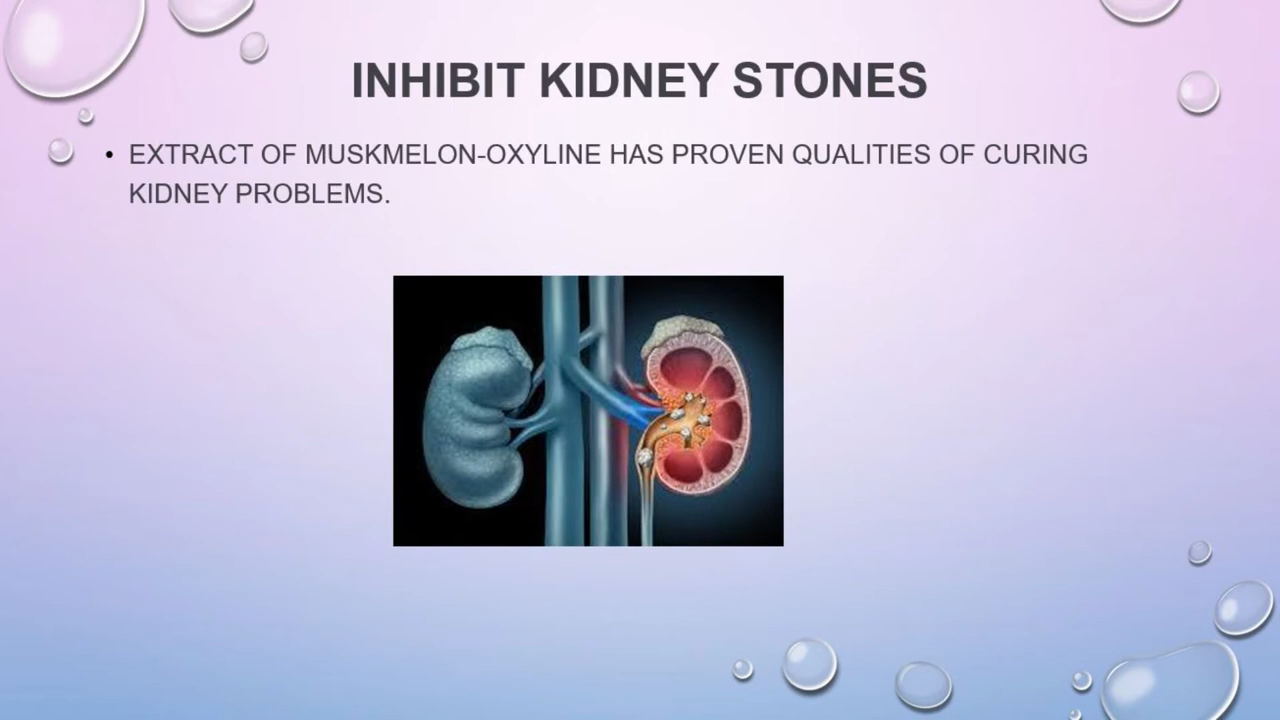 INHIBIT KIDNEY STONES
• EXTRACT OF MUSKMELON-OXYLINE HAS PROVEN QUALITIES OF CURING
KIDNEY PROBLEMS.